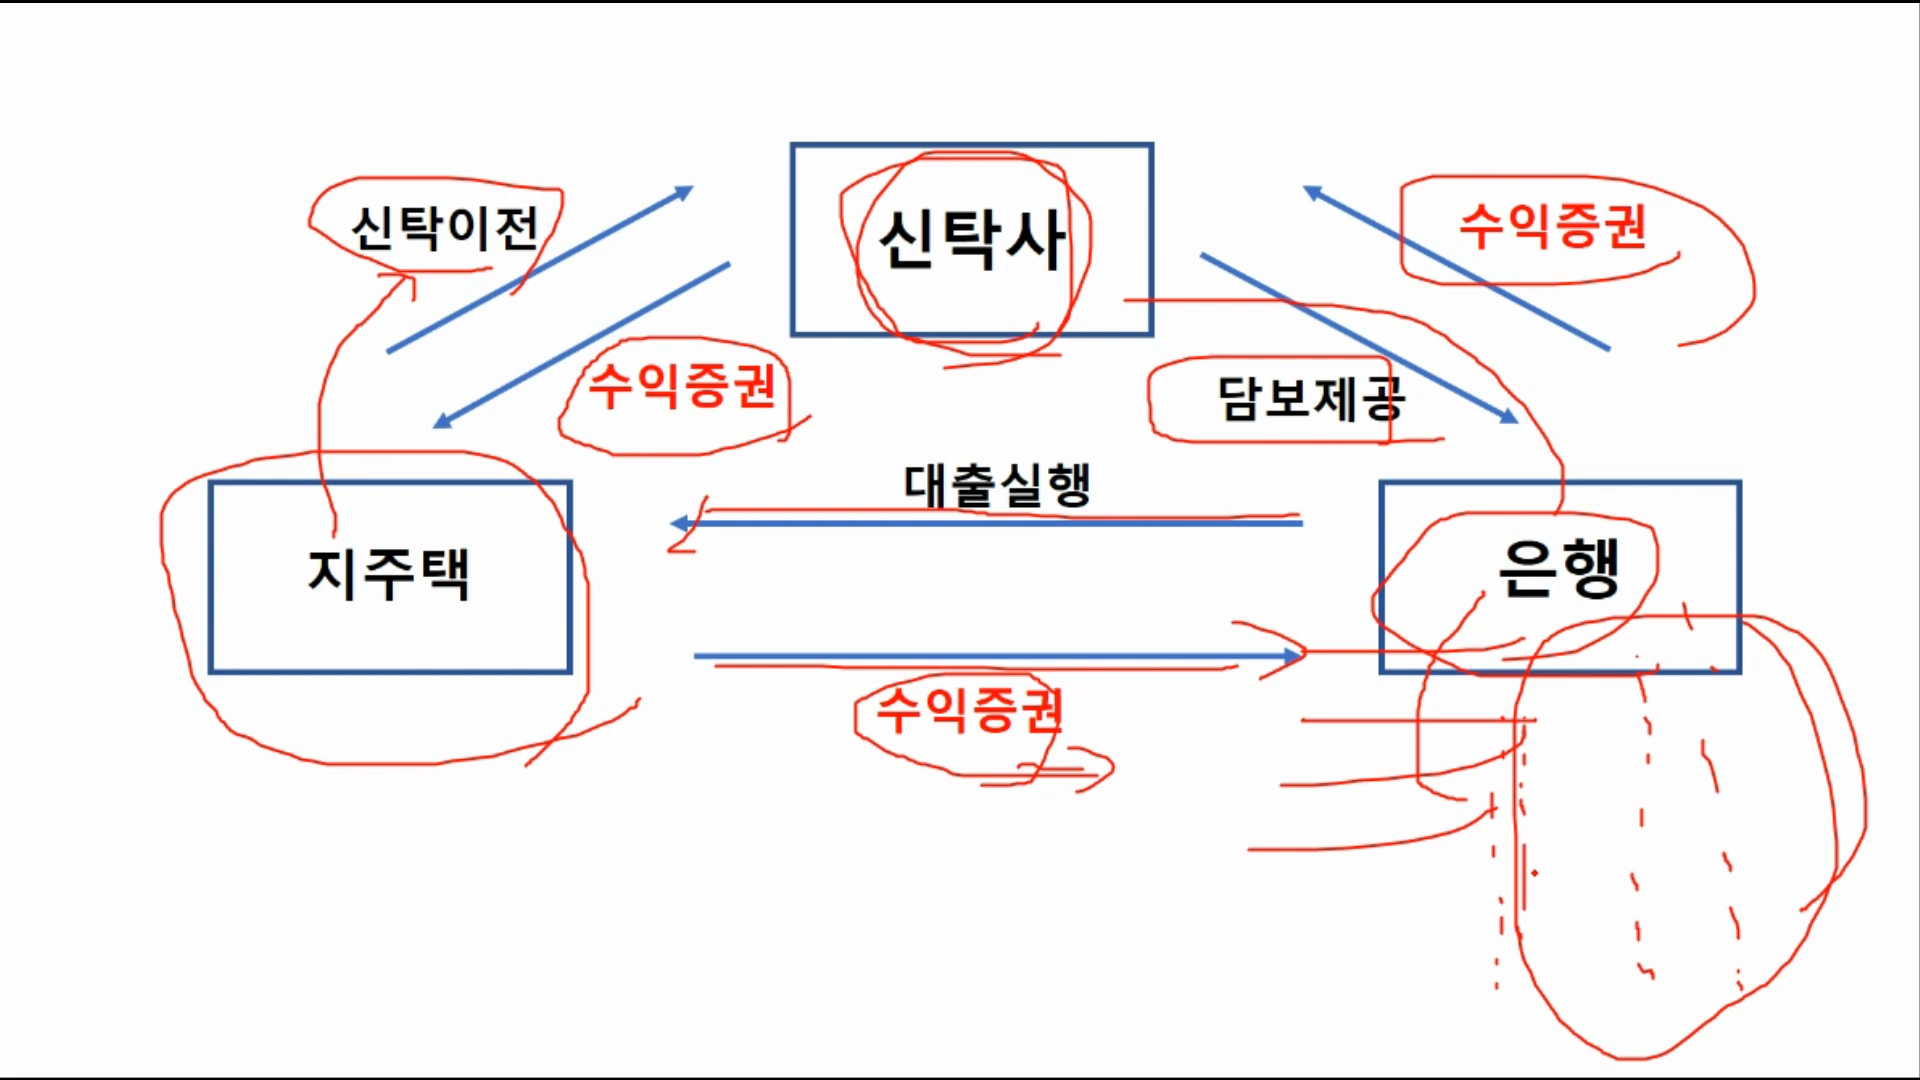 신탁이전
신탁사
수익증권
수익증권
담보제공
대출실행
지주택
은행
수익증권